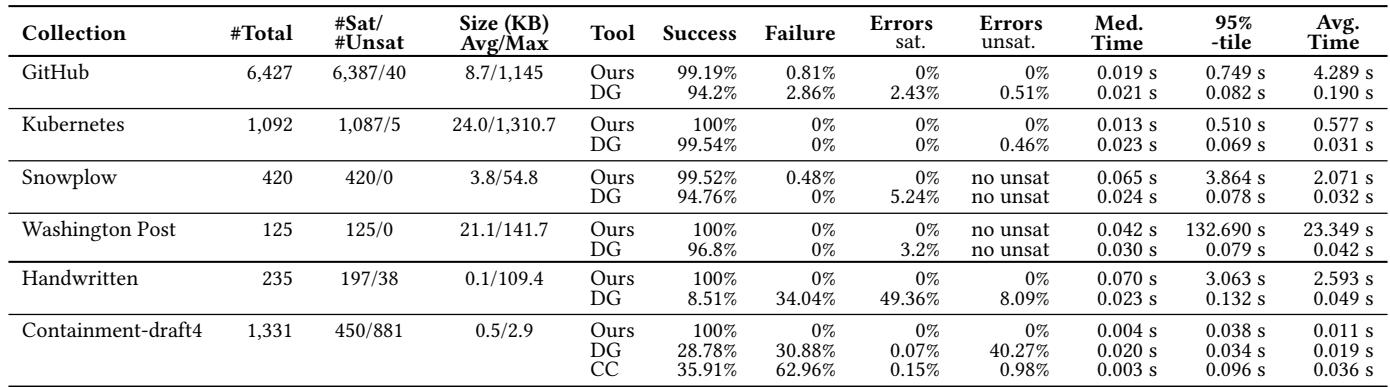 Collection #Total #Sat/ #Unsat Size (KB) Avg/Max Tool Success Failure Errors sat. Errors unsat. Med. Time 95% -tile Avg. Time
GitHub 6,427 6,387/40 8.7/1,145 Ours 99.19% 0.81% 0% 0% 0.019 s 0.749 s 4.289 s
DG 94.2% 2.86% 2.43% 0.51% 0.021 s 0.082 s 0.190 s
Kubernetes 1,092 1,087/5 24.0/1,310.7 Ours 100% 0% 0% 0% 0.013 s 0.510 s 0.577 s
DG 99.54% 0% 0% 0.46% 0.023 s 0.069 s 0.031 s
Snowplow 420 420/0 3.8/54.8 Ours 99.52% 0.48% 0% no unsat 0.065 s 3.864 s 2.071 s
DG 94.76% 0% 5.24% no unsat 0.024 s 0.078 s 0.032 s
Washington Post 125 125/0 21.1/141.7 Ours 100% 0% 0% no unsat 0.042 s 132.690 s 23.349 s
DG 96.8% 0% 3.2% no unsat 0.030 s 0.079 s 0.042 s
Handwritten 235 197/38 0.1/109.4 Ours 100% 0% 0% 0% 0.070 s 3.063 s 2.593 s
DG 8.51% 34.04% 49.36% 8.09% 0.023 s 0.132 s 0.049 s
Containment-draft4 1,331 450/881 0.5/2.9 Ours 100% 0% 0% 0% 0.004 s 0.038 s 0.011 s
DG 28.78% 30.88% 0.07% 40.27% 0.020 s 0.034 s 0.019 s
CC 35.91% 62.96% 0.15% 0.98% 0.003 s 0.096 s 0.036 s